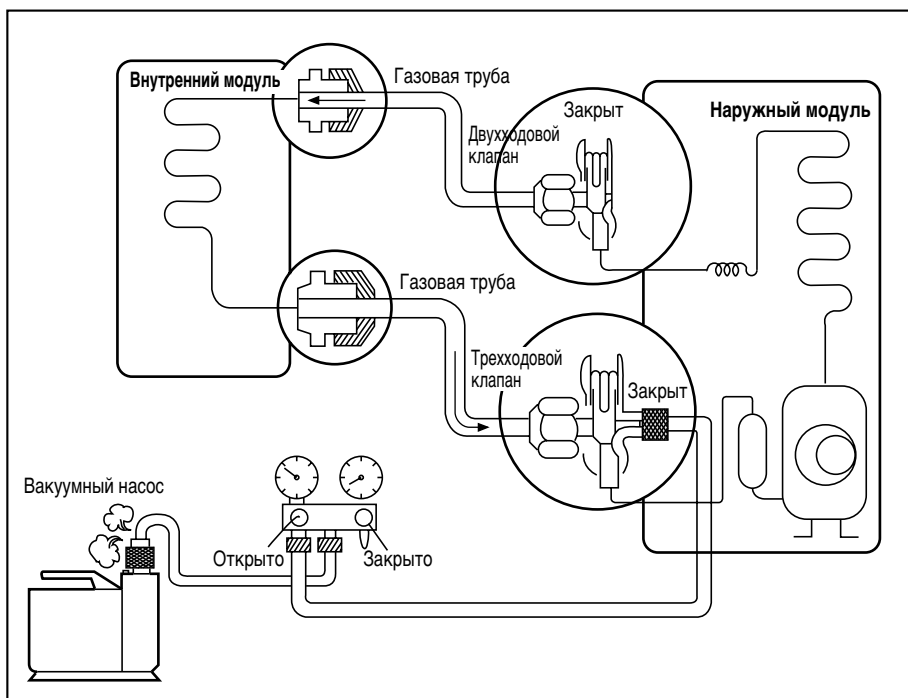 Внутренний модуль
Газовая труба
Закрыт
Наружный модуль
Двухходовой
клапан
Газовая труба
Трехходовой
клапан
Закрыт
Вакуумный насос
Открыто
Закрыто